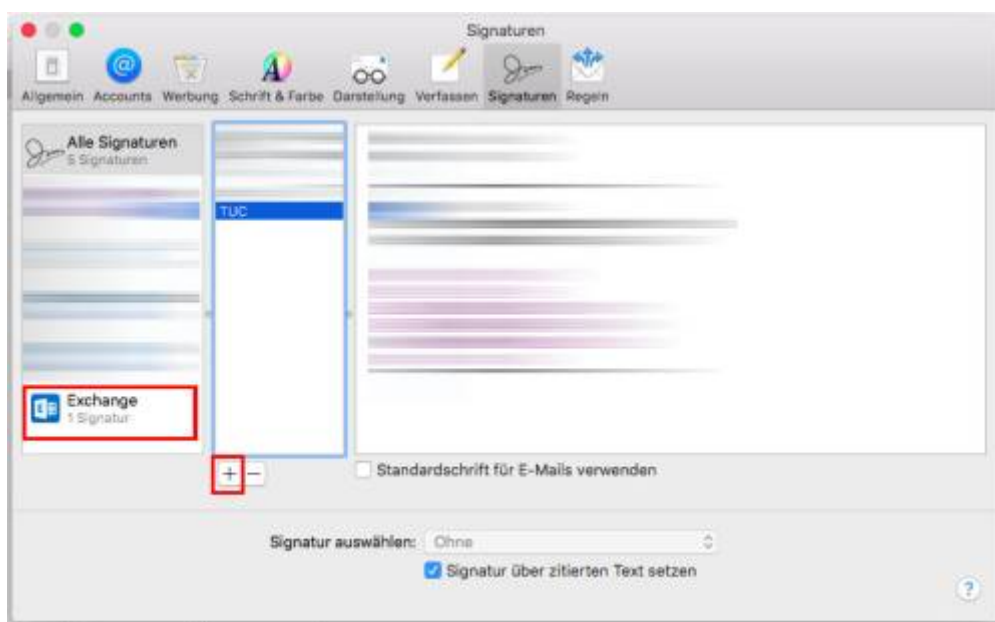 Signaturen
Allgemein Accounts Werbung Schrift & Farbe Darstellung Verfassen Signaturen Regeln
Alle Signaturen
5 Signaturen
TUC
Exchange
1 Signatur
+ −
Standardschrift für E-Mails verwenden
Signatur auswählen: Ohne
Signatur über zitierten Text setzen
?